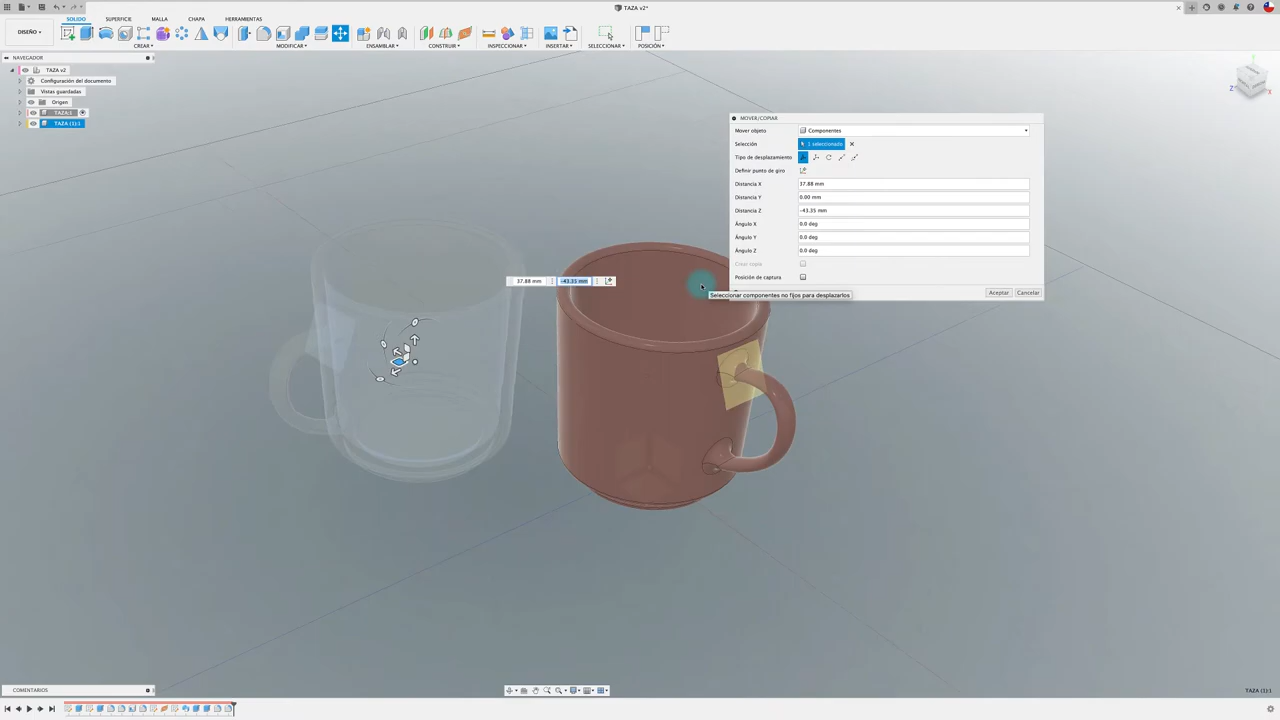 TAZA v2*
SÓLIDO SUPERFICIE MALLA CHAPA HERRAMIENTAS
DISEÑO
CREAR MODIFICAR ENSAMBLAR CONSTRUIR INSPECCIONAR INSERTAR SELECCIONAR POSICIÓN
NAVEGADOR
TAZA v2
Configuración del documento
Vistas guardadas
Origen
TAZA:1
TAZA (1):1
MOVER/COPIAR
Mover objeto Componentes
Selección 1 seleccionado
Tipo de desplazamiento
Definir punto de giro
Distancia X 37.88 mm
Distancia Y 0.00 mm
Distancia Z -43.35 mm
Ángulo X 0.0 deg
Ángulo Y 0.0 deg
Ángulo Z 0.0 deg
Crear copia
Posición de captura
Aceptar Cancelar
37.88 mm -43.35 mm
Seleccionar componentes no fijos para desplazarlos
Z X
COMENTARIOS
TAZA (1):1